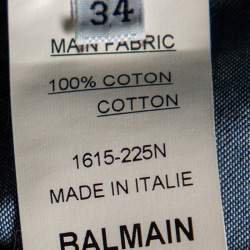 34
MAIN FABRIC
100% COTON
COTTON
1615-225N
MADE IN ITALIE
BALMAIN